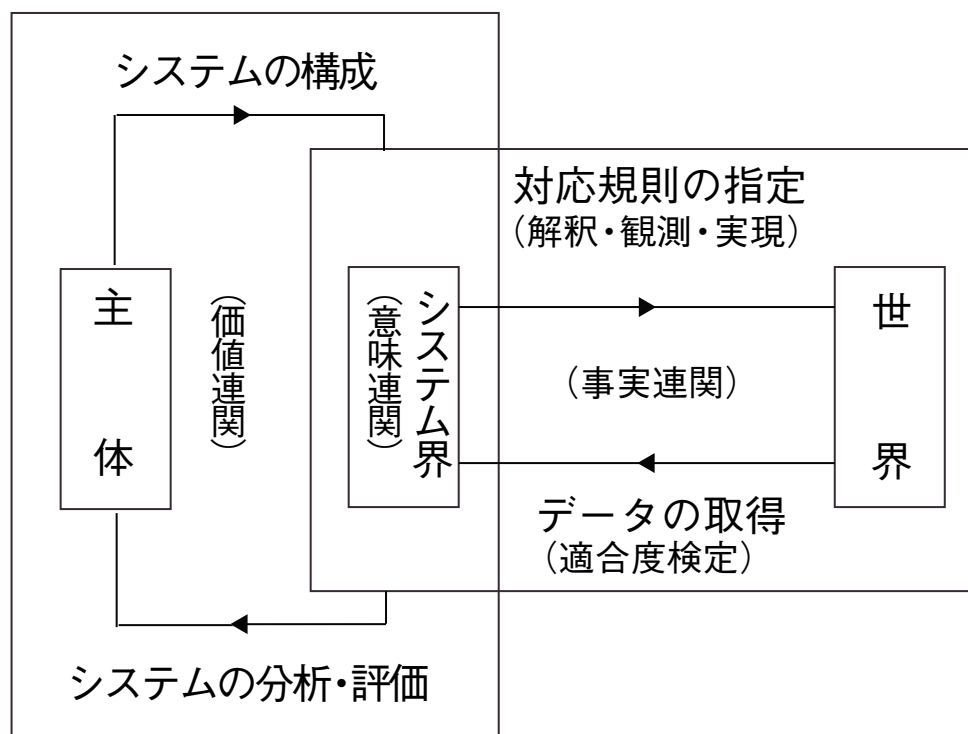 システムの構成
対応規則の指定
（解釈・観測・実現）
主体
（価値連関）
システム界
（意味連関）
世界
（事実連関）
データの取得
（適合度検定）
システムの分析・評価